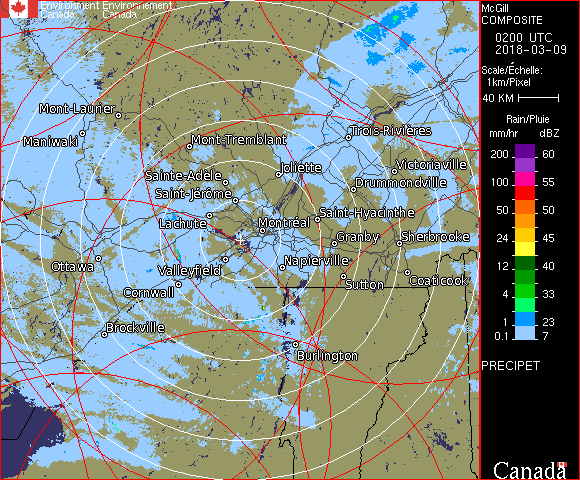 Environment Environnement
Canada Canada
McGill
COMPOSITE
0200 UTC
2018-03-09
Scale/Échelle:
1km/Pixel
40 KM
Rain/Pluie
mm/hr dBZ
200 60
100 55
50 50
24 45
12 40
4 33
1 23
0.1 7
PRECIPET
Mont-Laurier
Maniwaki
Mont-Tremblant
Trois-Rivières
Joliette
Victoriaville
Sainte-Adèle
Drummondville
Saint-Jérôme
Saint-Hyacinthe
Lachute
Montréal
Granby
Sherbrooke
Ottawa
Valleyfield
Napierville
Sutton
Coaticook
Cornwall
Brockville
Burlington
Canada